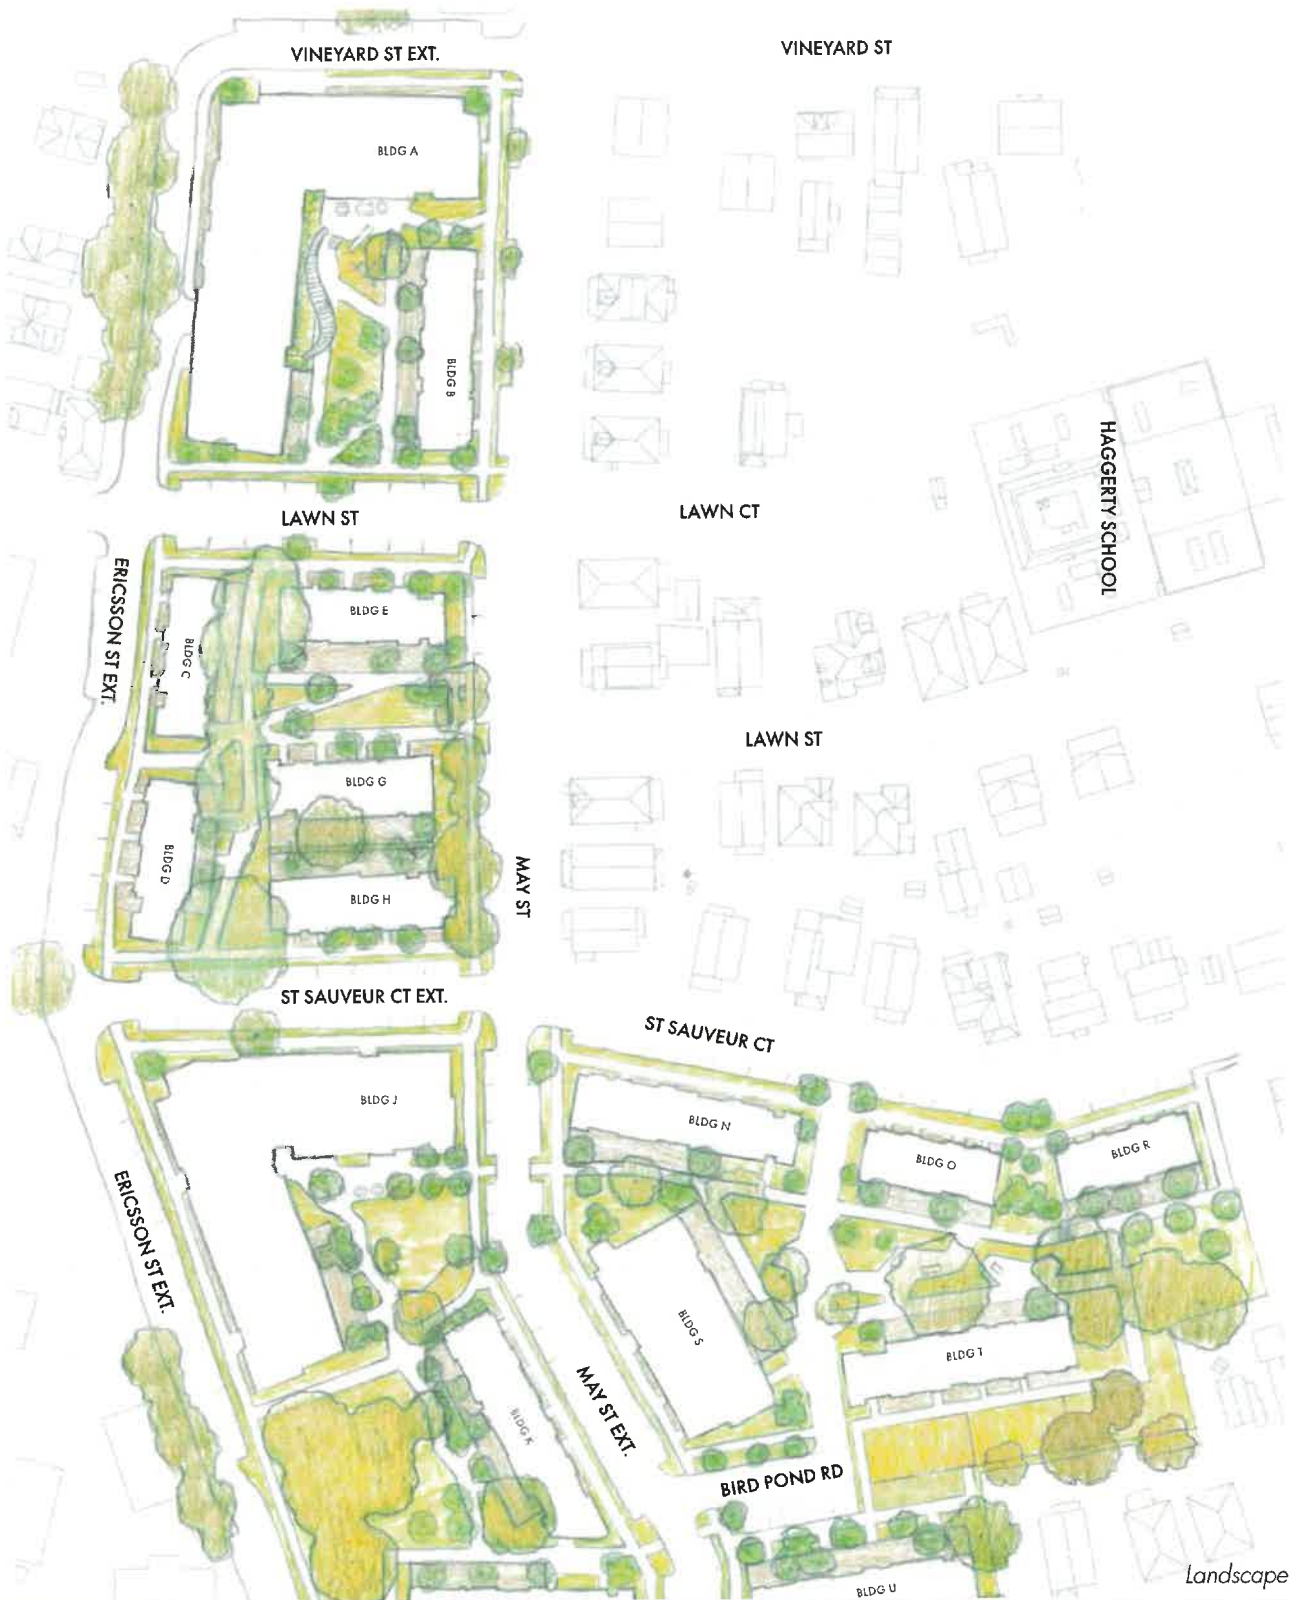 VINEYARD ST EXT.
VINEYARD ST
BLDG A
BLDG B
HAGGERTY SCHOOL
LAWN ST
LAWN CT
ERICSSON ST EXT.
BLDG E
BLDG C
LAWN ST
BLDG G
BLDG D
MAY ST
BLDG H
ST SAUVEUR CT EXT.
ST SAUVEUR CT
BLDG J
BLDG N
BLDG O
BLDG R
ERICSSON ST EXT.
BLDG S
BLDG T
MAY ST EXT.
BLDG K
BIRD POND RD
BLDG U
Landscape